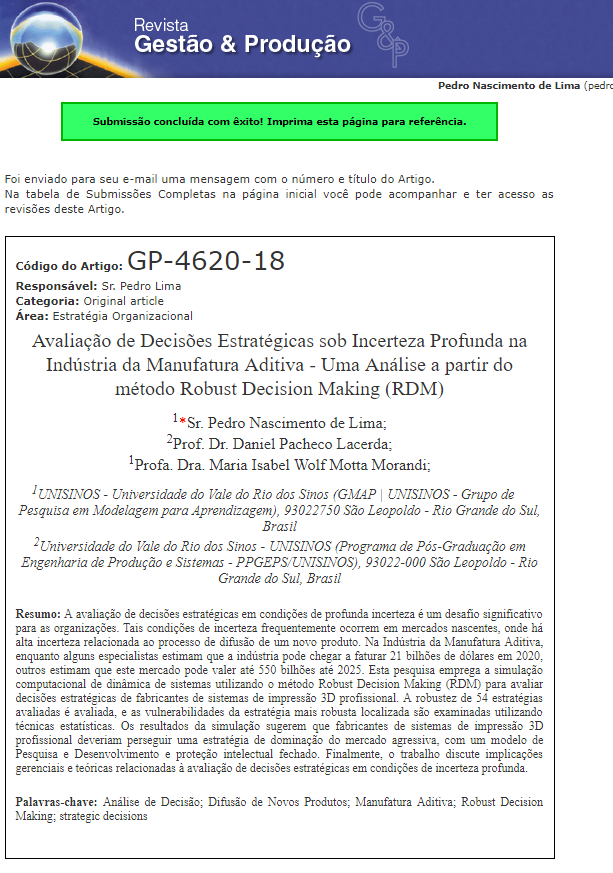 Revista
Gestão & Produção
G&P
Pedro Nascimento de Lima (pedro
Submissão concluída com êxito! Imprima esta página para referência.
Foi enviado para seu e-mail uma mensagem com o número e título do Artigo.
Na tabela de Submissões Completas na página inicial você pode acompanhar e ter acesso as
revisões deste Artigo.
Código do Artigo: GP-4620-18
Responsável: Sr. Pedro Lima
Categoria: Original article
Área: Estratégia Organizacional
Avaliação de Decisões Estratégicas sob Incerteza Profunda na
Indústria da Manufatura Aditiva - Uma Análise a partir do
método Robust Decision Making (RDM)
1*Sr. Pedro Nascimento de Lima;
2Prof. Dr. Daniel Pacheco Lacerda;
1Profa. Dra. Maria Isabel Wolf Motta Morandi;
1UNISINOS - Universidade do Vale do Rio dos Sinos (GMAP | UNISINOS - Grupo de
Pesquisa em Modelagem para Aprendizagem), 93022750 São Leopoldo - Rio Grande do Sul,
Brasil
2Universidade do Vale do Rio dos Sinos - UNISINOS (Programa de Pós-Graduação em
Engenharia de Produção e Sistemas - PPGEPS/UNISINOS), 93022-000 São Leopoldo - Rio
Grande do Sul, Brasil
Resumo: A avaliação de decisões estratégicas em condições de profunda incerteza é um desafio significativo
para as organizações. Tais condições de incerteza frequentemente ocorrem em mercados nascentes, onde há
alta incerteza relacionada ao processo de difusão de um novo produto. Na Indústria da Manufatura Aditiva,
enquanto alguns especialistas estimam que a indústria pode chegar a faturar 21 bilhões de dólares em 2020,
outros estimam que este mercado pode valer até 550 bilhões até 2025. Esta pesquisa emprega a simulação
computacional de dinâmica de sistemas utilizando o método Robust Decision Making (RDM) para avaliar
decisões estratégicas de fabricantes de sistemas de impressão 3D profissional. A robustez de 54 estratégias
avaliadas é avaliada, e as vulnerabilidades da estratégia mais robusta localizada são examinadas utilizando
técnicas estatísticas. Os resultados da simulação sugerem que fabricantes de sistemas de impressão 3D
profissional deveriam perseguir uma estratégia de dominação do mercado agressiva, com um modelo de
Pesquisa e Desenvolvimento e proteção intelectual fechado. Finalmente, o trabalho discute implicações
gerenciais e teóricas relacionadas à avaliação de decisões estratégicas em condições de incerteza profunda.
Palavras-chave: Análise de Decisão; Difusão de Novos Produtos; Manufatura Aditiva; Robust Decision
Making; strategic decisions